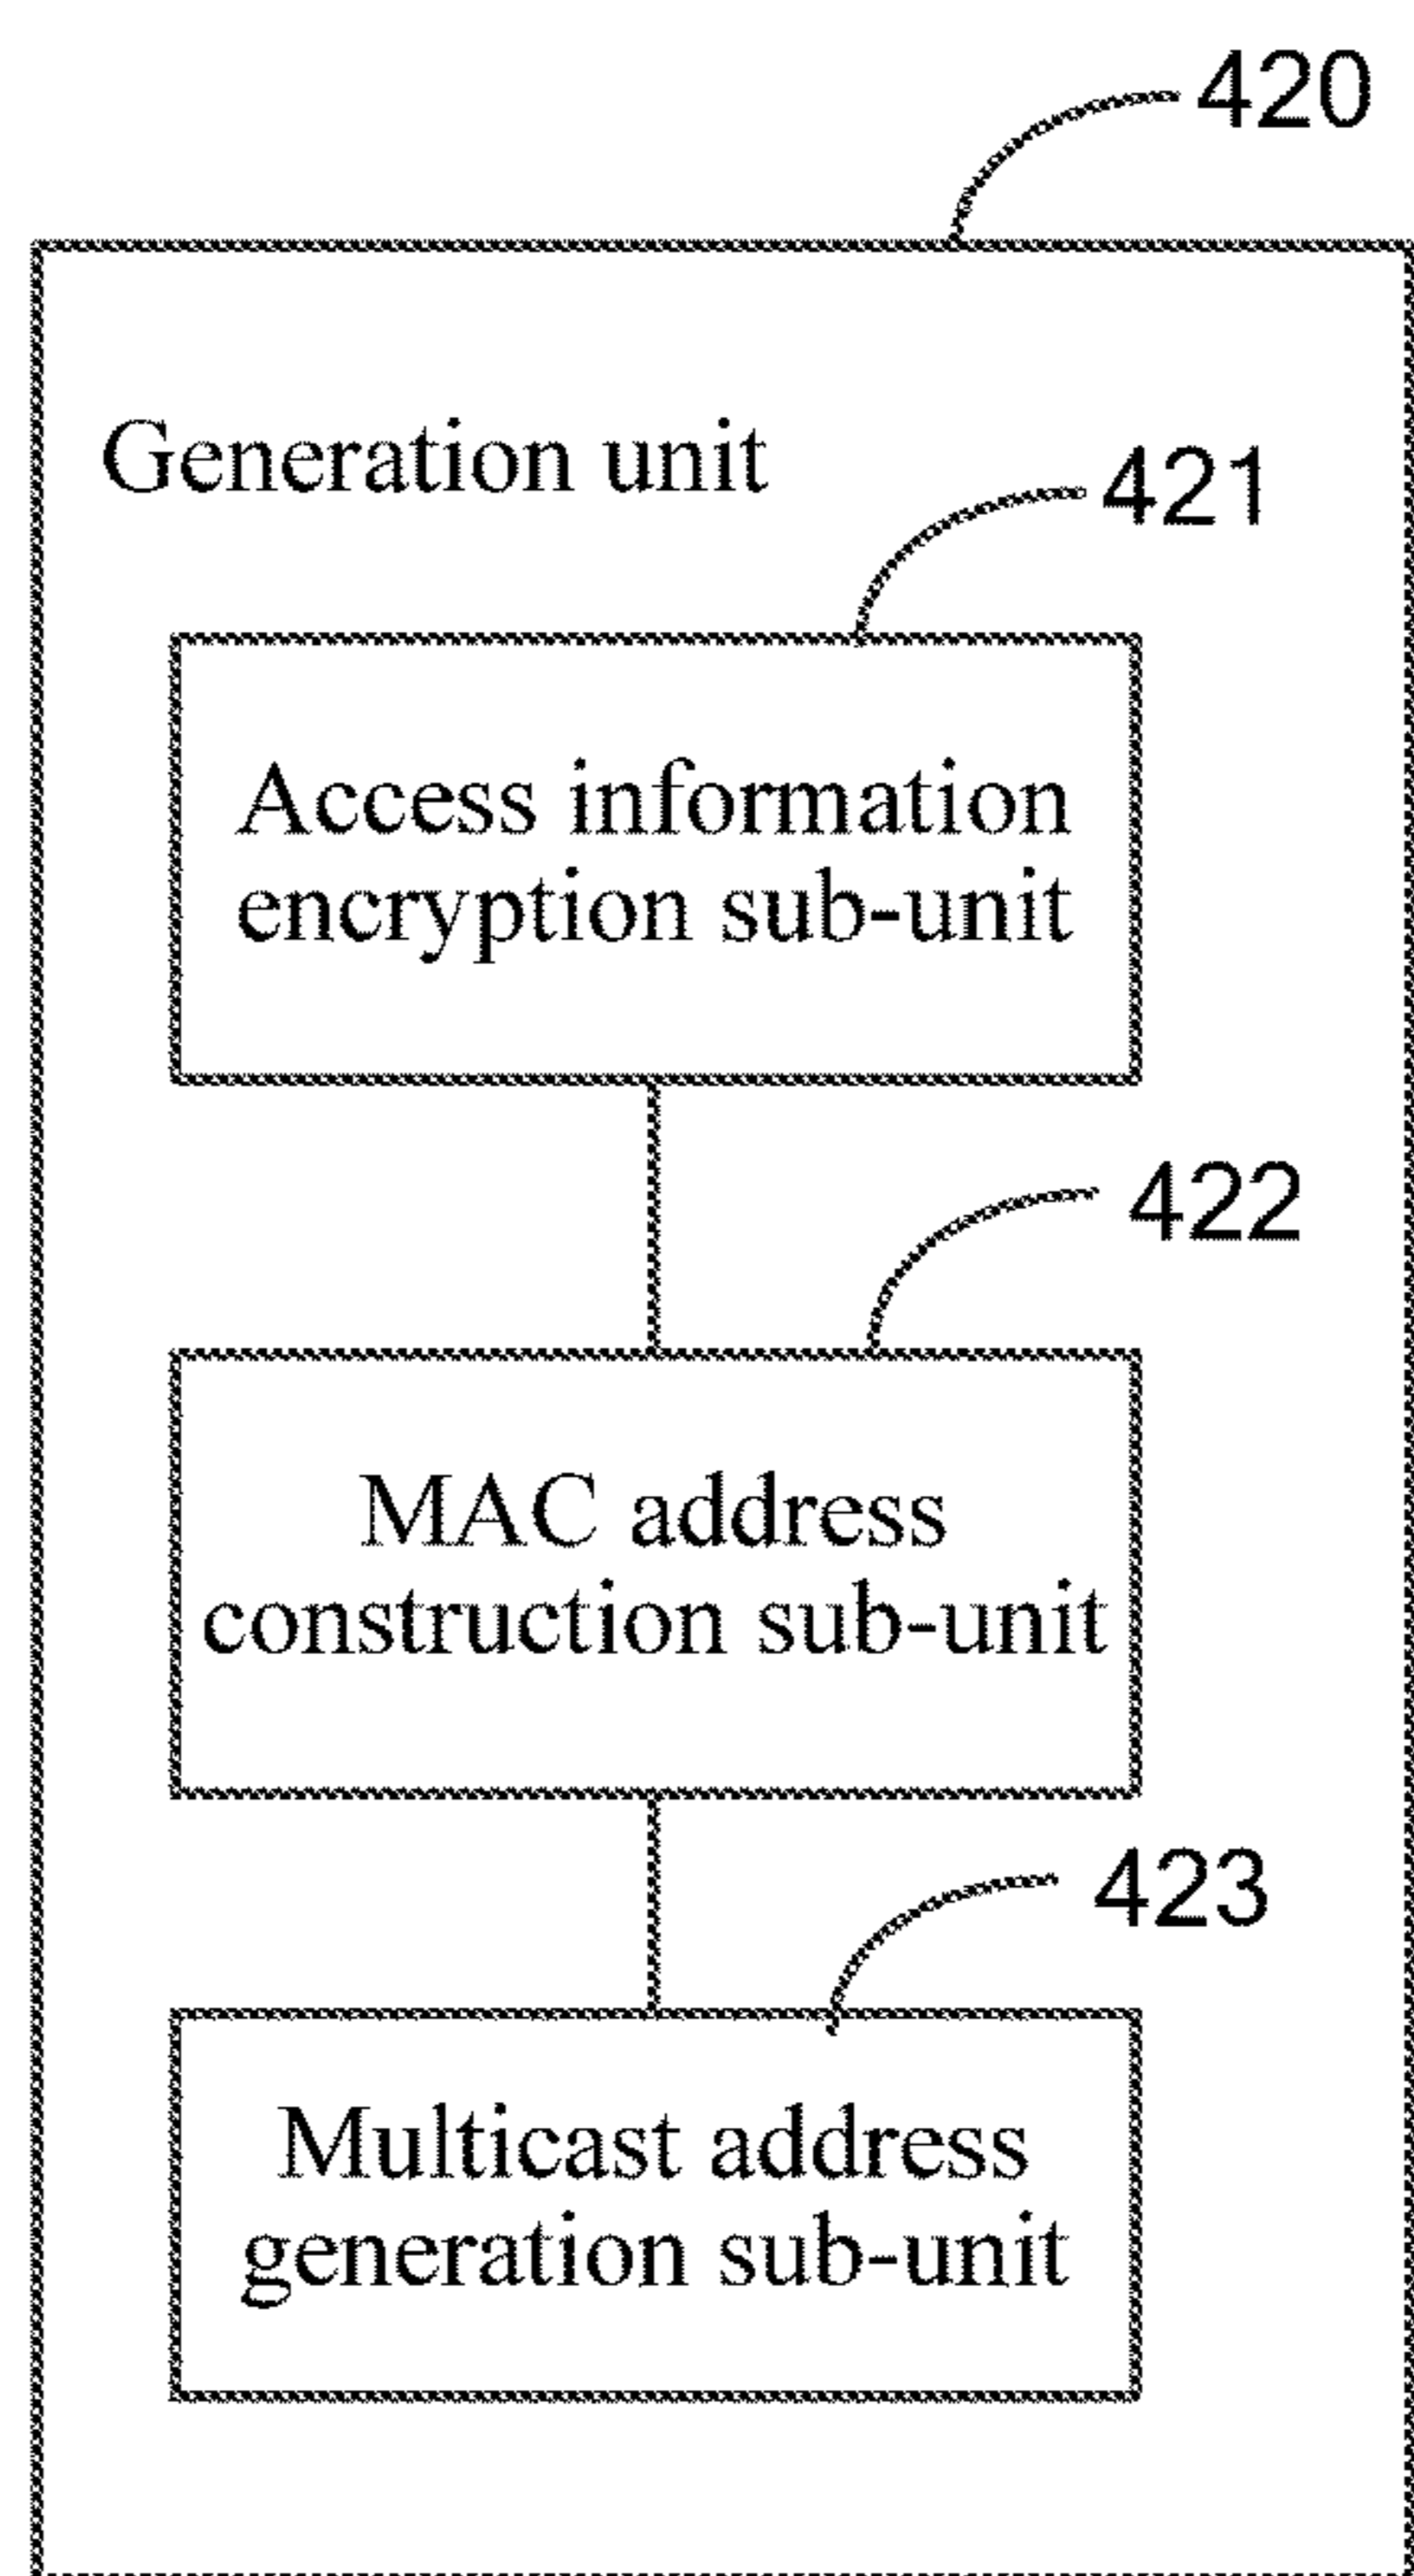 420
Generation unit
421
Access information
encryption sub-unit
422
MAC address
construction sub-unit
423
Multicast address
generation sub-unit